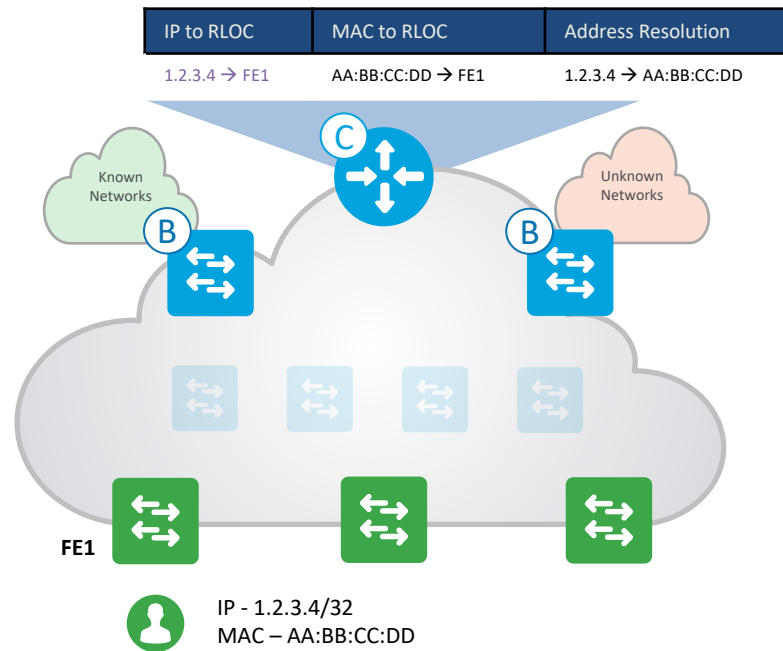 IP to RLOC MAC to RLOC Address Resolution
1.2.3.4 → FE1 AA:BB:CC:DD → FE1 1.2.3.4 → AA:BB:CC:DD
C
Known
Networks
Unknown
Networks
B
B
FE1
IP - 1.2.3.4/32
MAC – AA:BB:CC:DD